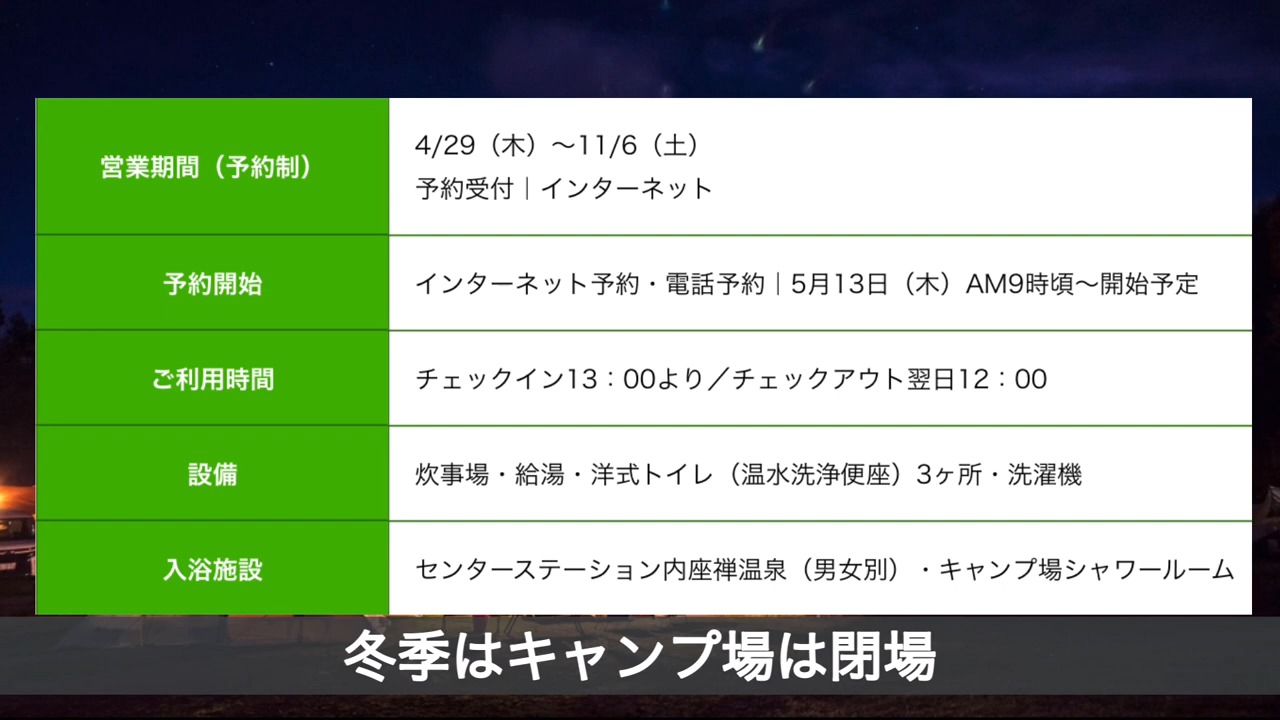 営業期間（予約制）
4/29（木）〜11/6（土）
予約受付｜インターネット
予約開始
インターネット予約・電話予約｜5月13日（木）AM9時頃〜開始予定
ご利用時間
チェックイン13：00より／チェックアウト翌日12：00
設備
炊事場・給湯・洋式トイレ（温水洗浄便座）3ヶ所・洗濯機
入浴施設
センターステーション内座禅温泉（男女別）・キャンプ場シャワールーム
冬季はキャンプ場は閉場